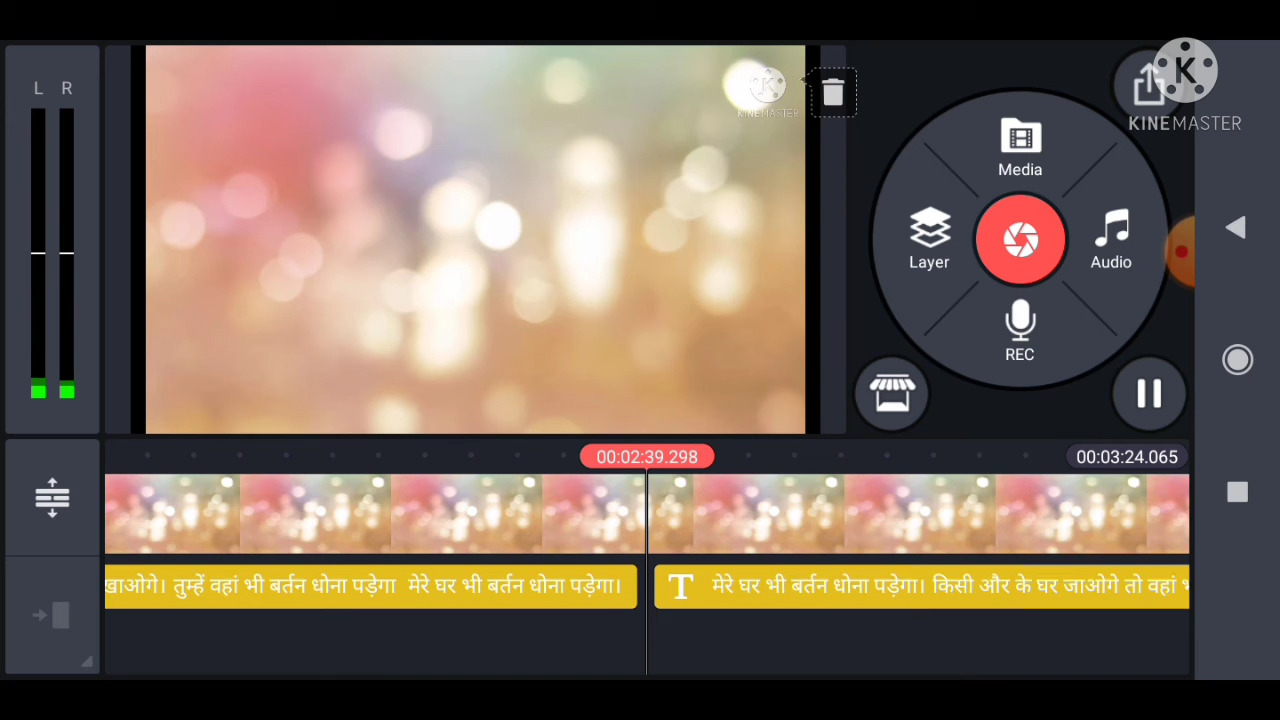 L R
KINEMASTER
K
KINEMASTER
Media
Layer
Audio
REC
00:02:39.298
00:03:24.065
खाओगे। तुम्हें वहां भी बर्तन धोना पड़ेगा मेरे घर भी बर्तन धोना पड़ेगा।
T मेरे घर भी बर्तन धोना पड़ेगा। किसी और के घर जाओगे तो वहां